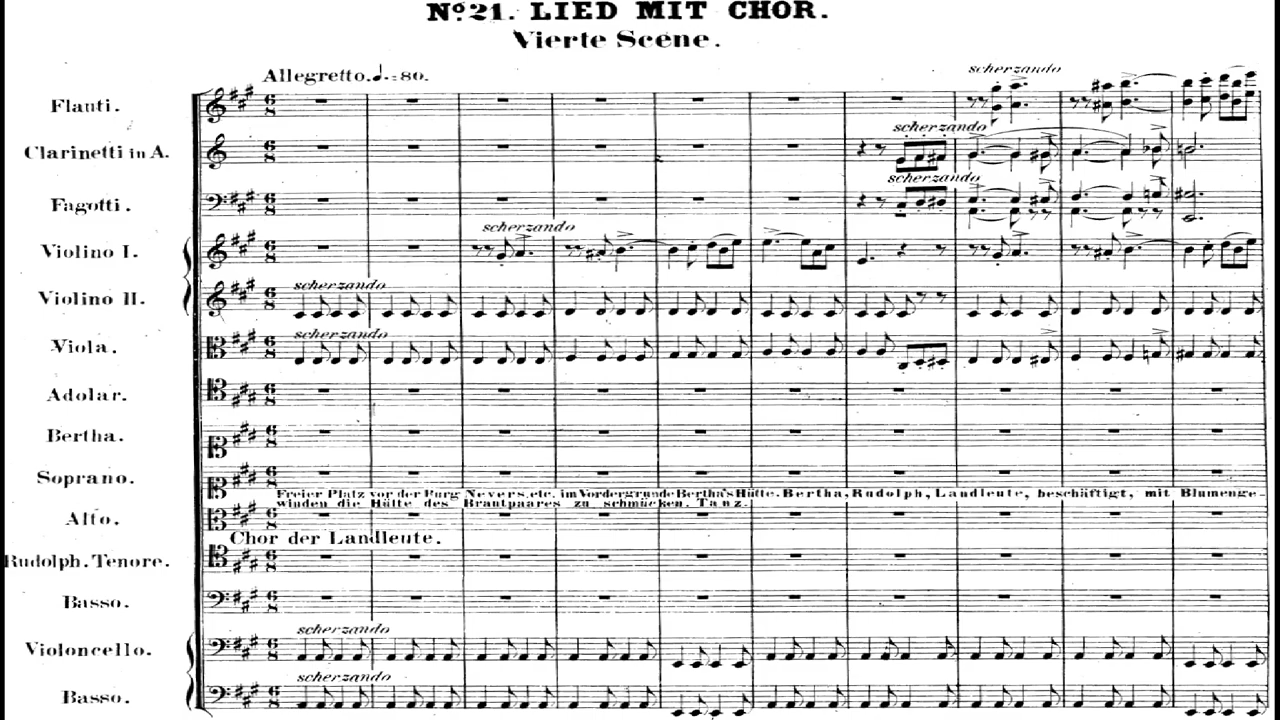 Nº 21. LIED MIT CHOR.
Vierte Scene.
Allegretto. ♩.=80.
scherzando
Flauti.
scherzando
Clarinetti in A.
scherzando
Fagotti.
scherzando
Violino I.
scherzando
Violino II.
scherzando
Viola.
Adolar.
Bertha.
Soprano.
Freier Platz vor der Burg Nevers.etc. im Vordergrunde Bertha's Hütte. Bertha, Rudolph, Landleute, beschäftigt, mit Blumenge-
winden die Hütte des Brautpaares zu schmücken. Tanz.
Alto.
Chor der Landleute.
Rudolph. Tenore.
Basso.
scherzando
Violoncello.
scherzando
Basso.